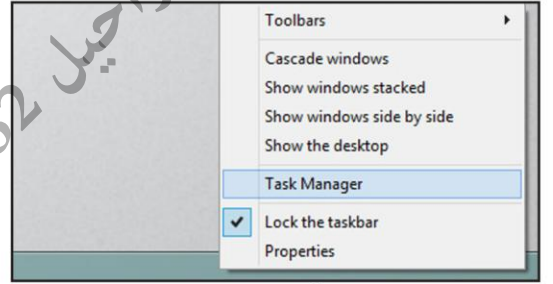 Toolbars
Cascade windows
Show windows stacked
Show windows side by side
Show the desktop
Task Manager
Lock the taskbar
Properties